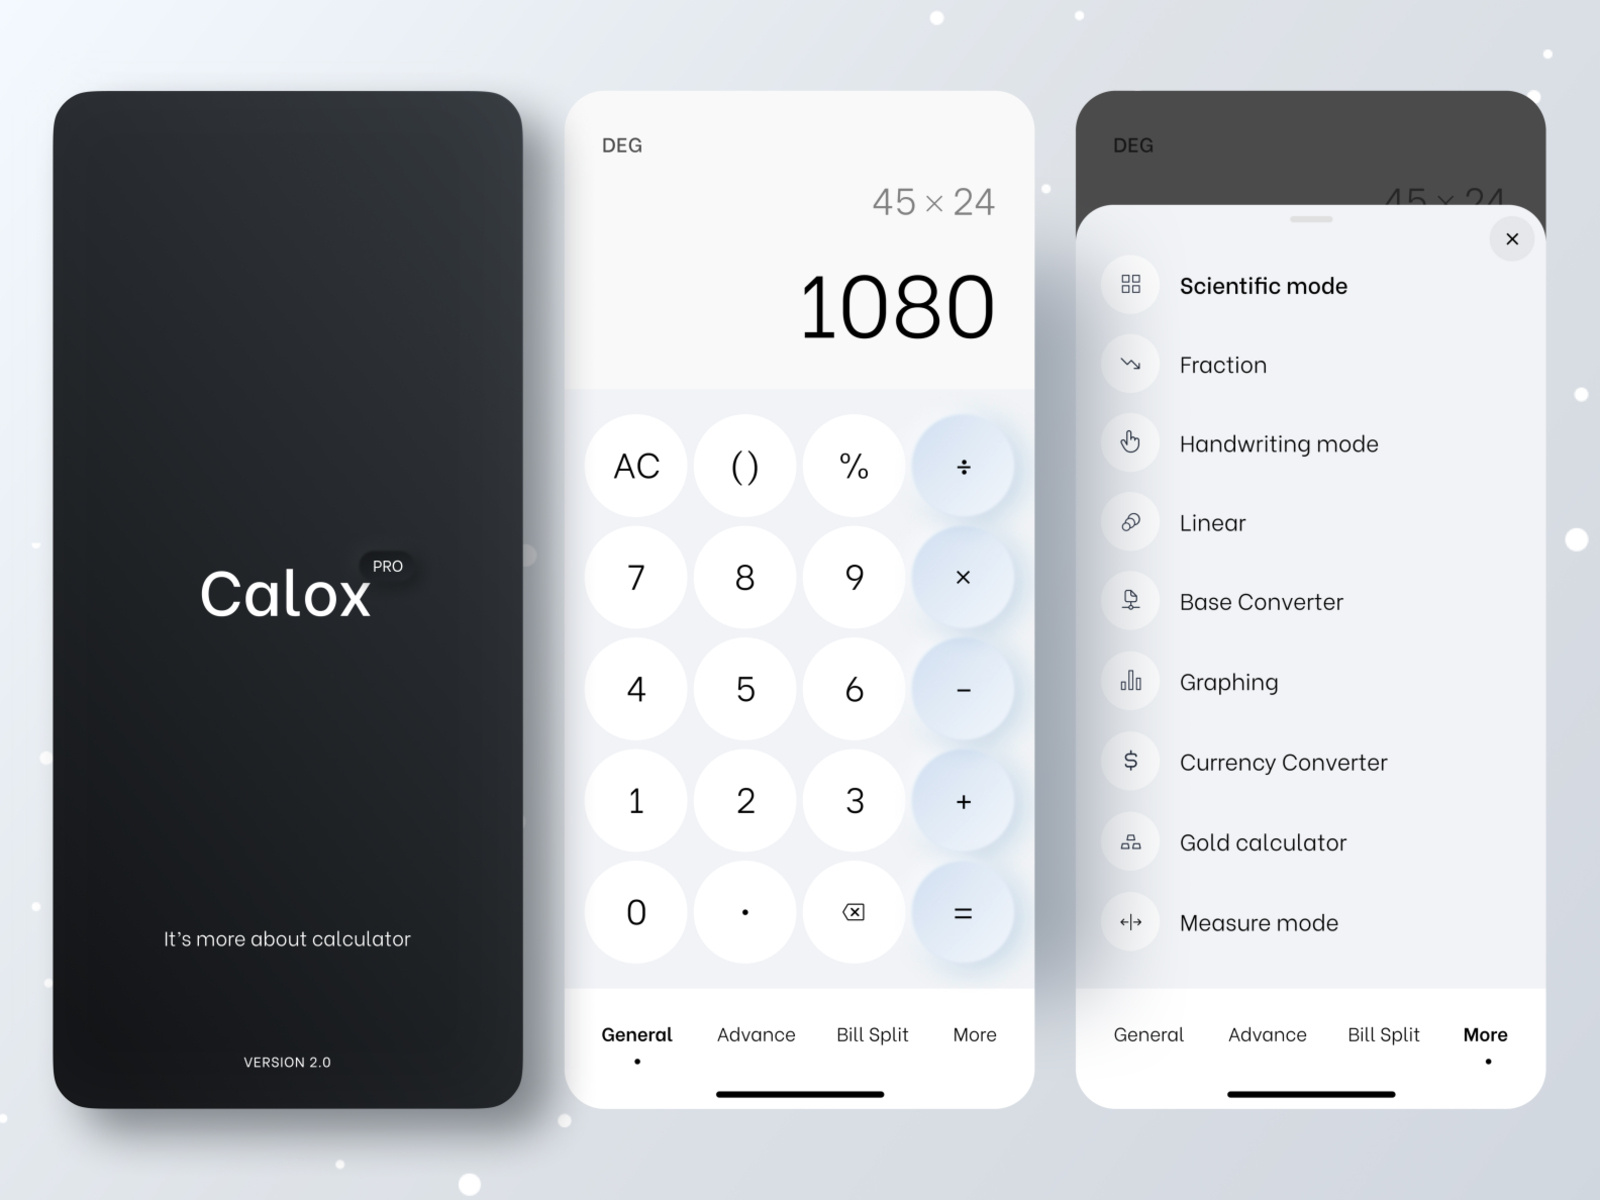 Calox PRO
It's more about calculator
VERSION 2.0
DEG
45 × 24
1080
AC () % ÷
7 8 9 ×
4 5 6 −
1 2 3 +
0 . =
General Advance Bill Split More
DEG
45 × 24
Scientific mode
Fraction
Handwriting mode
Linear
Base Converter
Graphing
Currency Converter
Gold calculator
Measure mode
General Advance Bill Split More